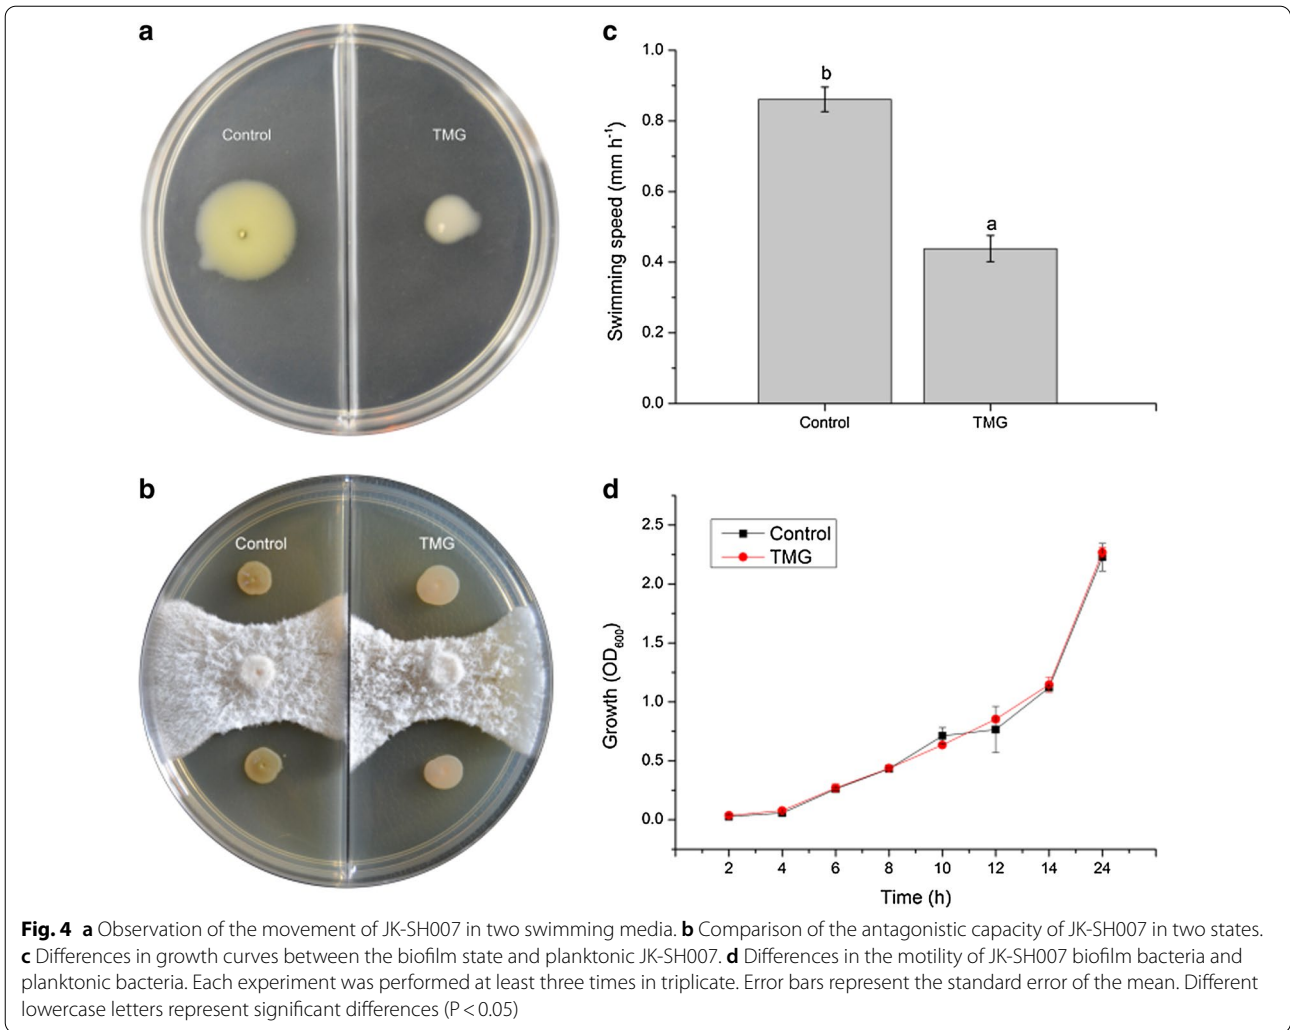 a
Control
TMG
b
Control
TMG
c
Swimming speed (mm h⁻¹)
1.0
0.8
0.6
0.4
0.2
0.0
b
a
Control
TMG
d
Growth (OD₆₀₀)
2.5
2.0
1.5
1.0
0.5
0.0
Control
TMG
2 4 6 8 10 12 14 24
Time (h)
Fig. 4 a Observation of the movement of JK-SH007 in two swimming media. b Comparison of the antagonistic capacity of JK-SH007 in two states.
c Differences in growth curves between the biofilm state and planktonic JK-SH007. d Differences in the motility of JK-SH007 biofilm bacteria and
planktonic bacteria. Each experiment was performed at least three times in triplicate. Error bars represent the standard error of the mean. Different
lowercase letters represent significant differences (P < 0.05)